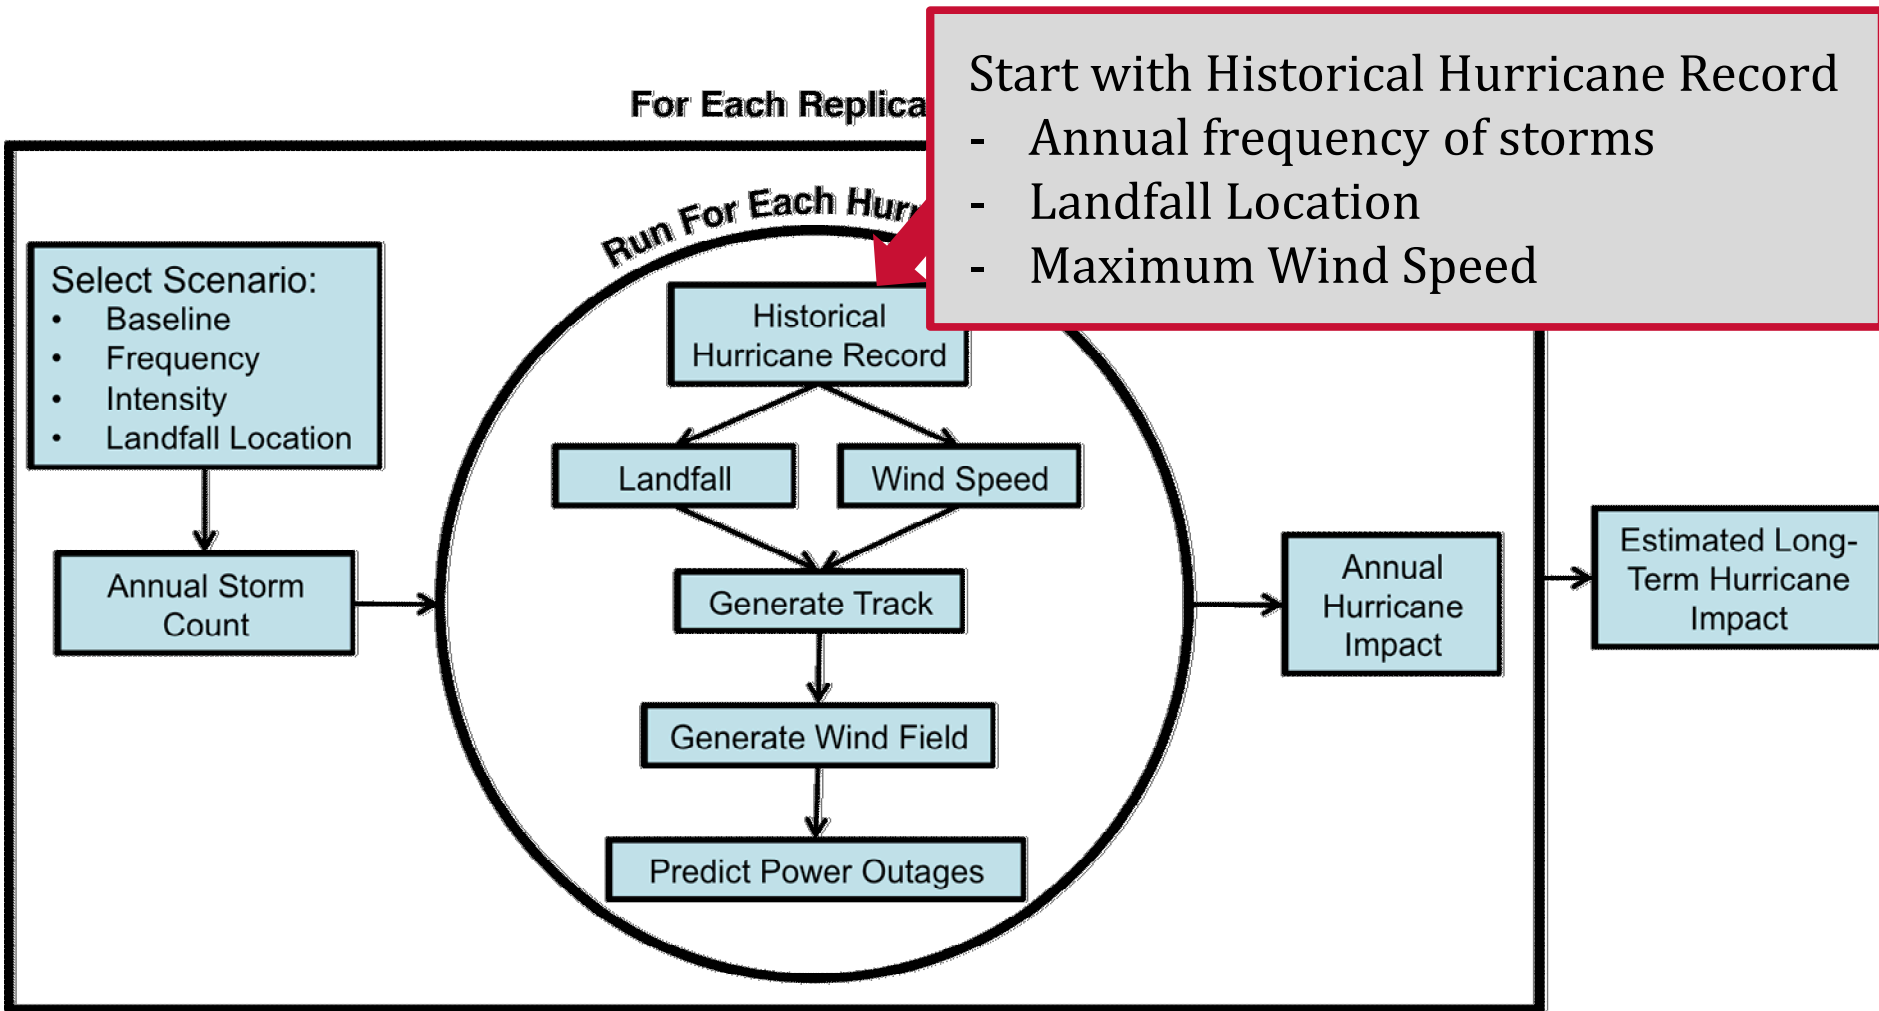 Start with Historical Hurricane Record
- Annual frequency of storms
- Landfall Location
- Maximum Wind Speed
For Each
Run For Each
Select Scenario:
• Baseline
• Frequency
• Intensity
• Landfall Location
Annual Storm
Count
Historical
Hurricane Record
Landfall
Wind Speed
Generate Track
Generate Wind Field
Predict Power Outages
Annual
Hurricane
Impact
Estimated Long-
Term Hurricane
Impact